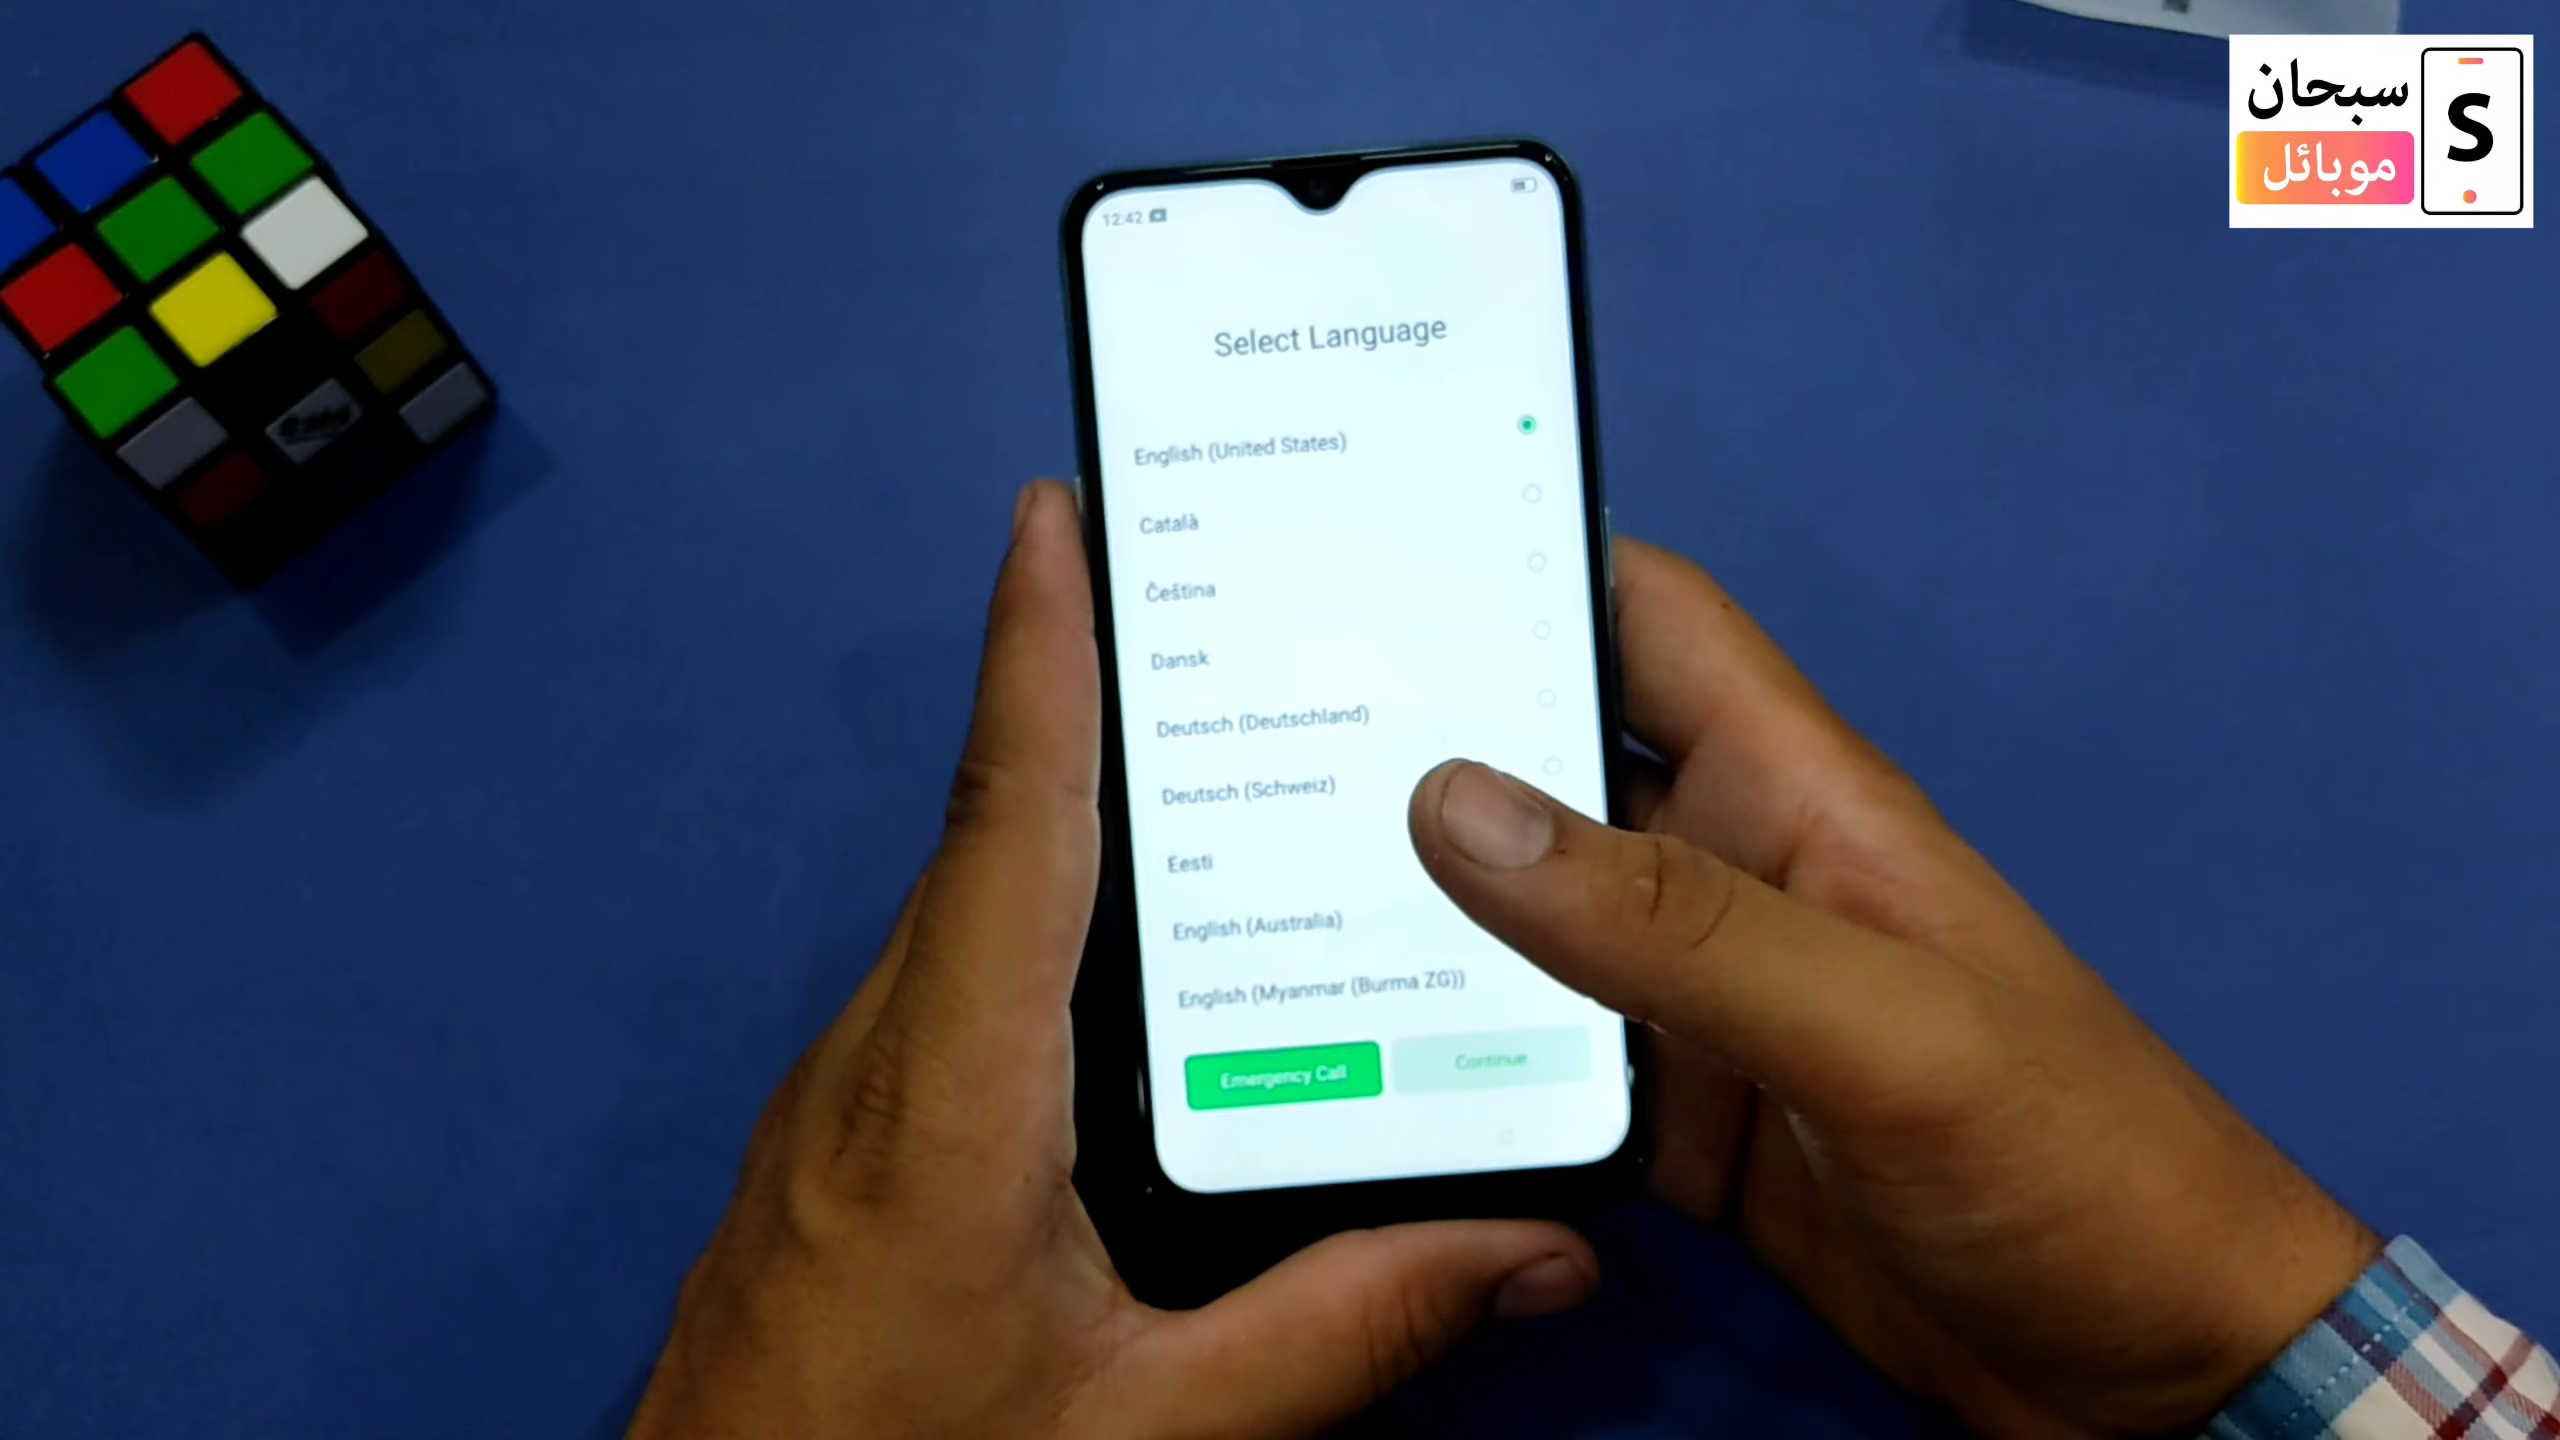 سبحان
موبائل
S
12:42
Select Language
English (United States)
Català
Čeština
Dansk
Deutsch (Deutschland)
Deutsch (Schweiz)
Eesti
English (Australia)
English (Myanmar (Burma ZG))
Emergency Call
Continue